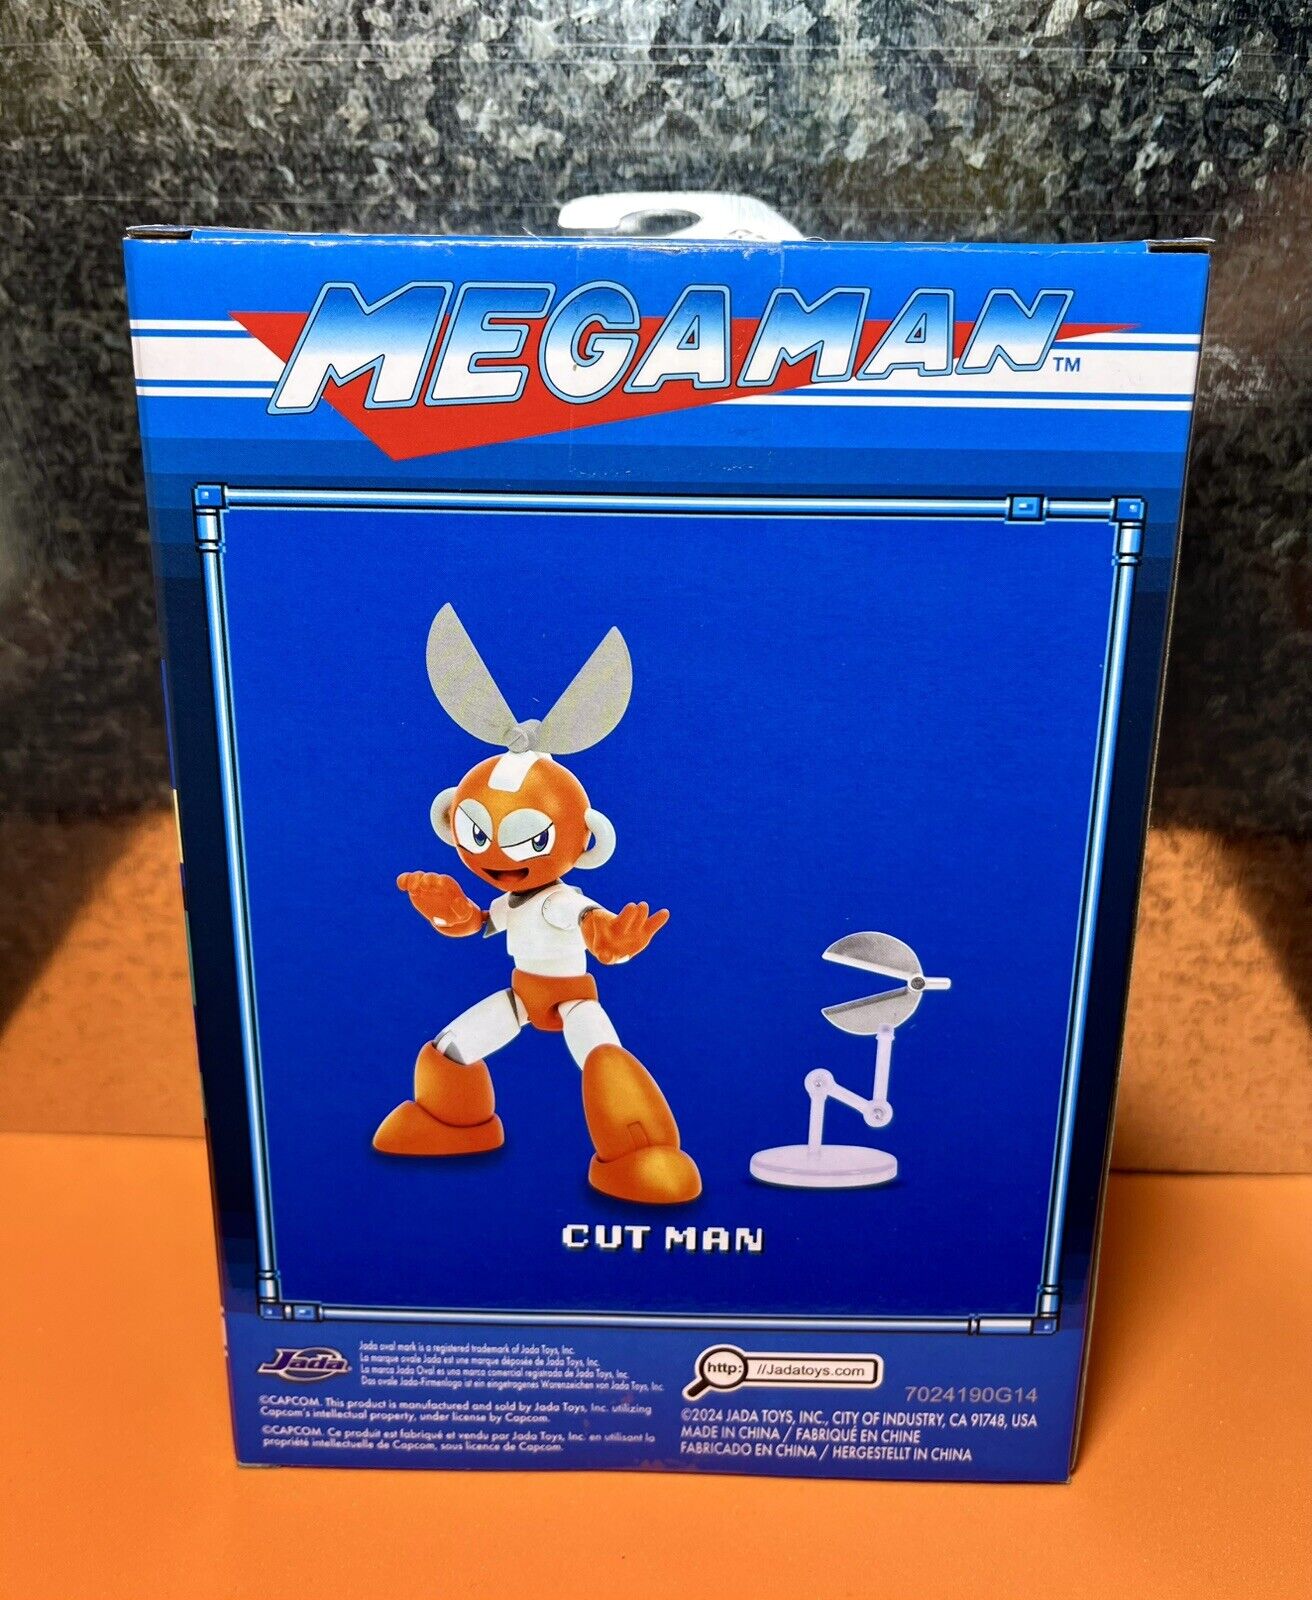 MEGAMAN™
CUT MAN
Jada
Jada oval mark is a registered trademark of Jada Toys, Inc.
La marque ovale Jada est une marque déposée de Jada Toys, Inc.
La marca Jada Oval es una marca comercial registrada de Jada Toys, Inc.
Das ovale Jada-Firmenlogo ist ein eingetragenes Warenzeichen von Jada Toys, Inc.
©CAPCOM. This product is manufactured and sold by Jada Toys, Inc. utilizing
Capcom's intellectual property, under license by Capcom.
©CAPCOM. Ce produit est fabriqué et vendu par Jada Toys, Inc. en utilisant la
propriété intellectuelle de Capcom, sous licence de Capcom.
http: //Jadatoys.com
7024190G14
©2024 JADA TOYS, INC., CITY OF INDUSTRY, CA 91748, USA
MADE IN CHINA / FABRIQUÉ EN CHINE
FABRICADO EN CHINA / HERGESTELLT IN CHINA